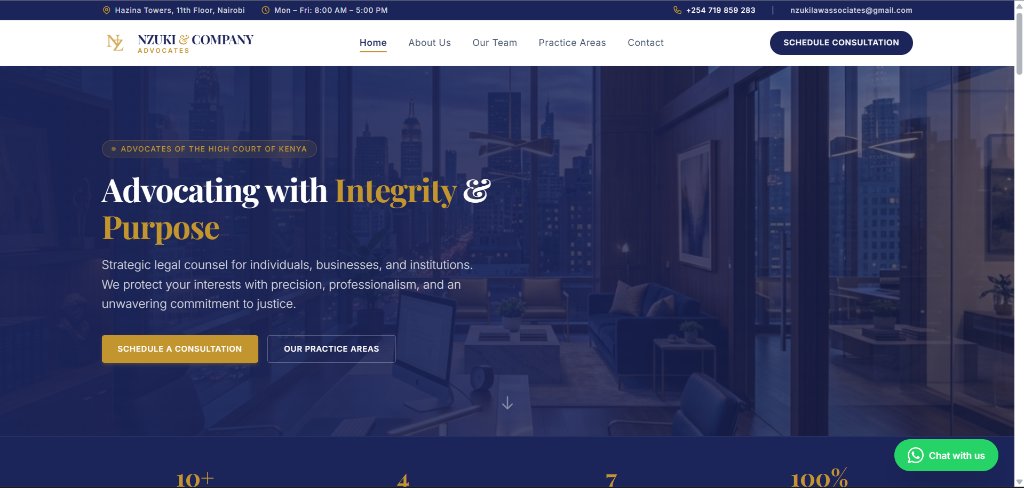 Hazina Towers, 11th Floor, Nairobi
Mon – Fri: 8:00 AM – 5:00 PM
+254 719 859 283
nzukilawassociates@gmail.com
NZ
NZUKI & COMPANY
ADVOCATES
Home
About Us
Our Team
Practice Areas
Contact
SCHEDULE CONSULTATION
ADVOCATES OF THE HIGH COURT OF KENYA
Advocating with Integrity &
Purpose
Strategic legal counsel for individuals, businesses, and institutions.
We protect your interests with precision, professionalism, and an
unwavering commitment to justice.
SCHEDULE A CONSULTATION
OUR PRACTICE AREAS
Chat with us
10+
4
7
100%